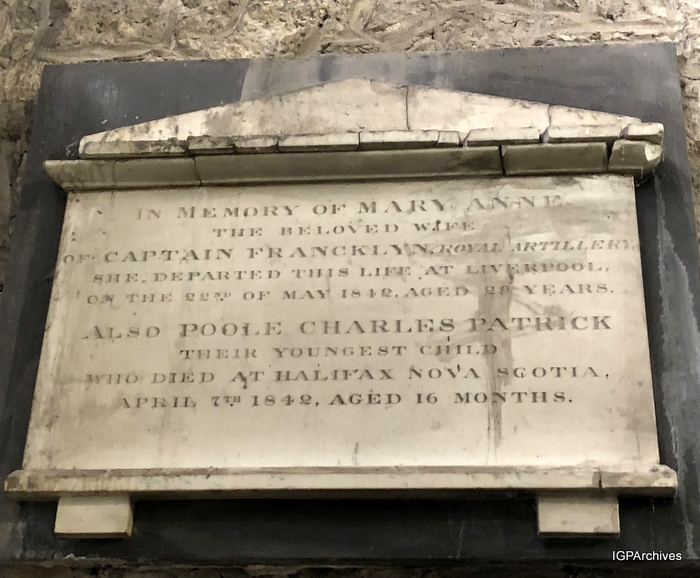 IN MEMORY OF MARY ANNE
THE BELOVED WIFE
OF CAPTAIN FRANCKLYN, ROYAL ARTILLERY,
SHE DEPARTED THIS LIFE AT LIVERPOOL,
ON THE 22ND OF MAY 1842, AGED 29 YEARS.
ALSO POOLE CHARLES PATRICK
THEIR YOUNGEST CHILD
WHO DIED AT HALIFAX NOVA SCOTIA,
APRIL 7TH 1842, AGED 16 MONTHS.
IGPArchives